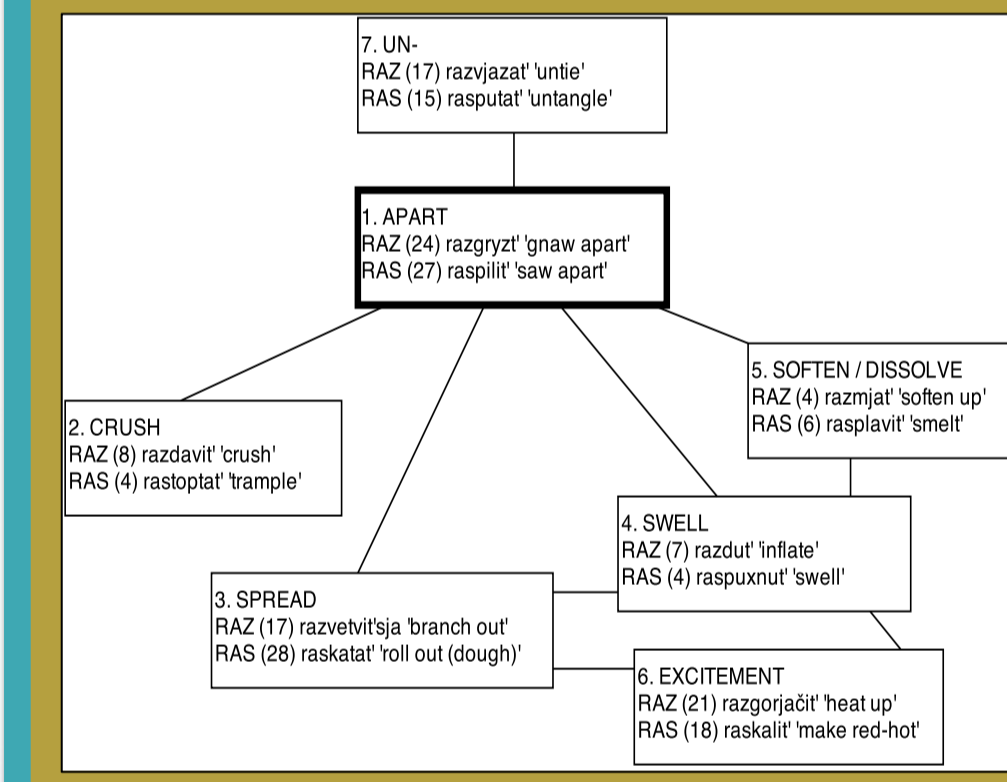 7. UN-
RAZ (17) razvjazat' 'untie'
RAS (15) rasputat' 'untangle'
1. APART
RAZ (24) razgryzt' 'gnaw apart'
RAS (27) raspilit' 'saw apart'
5. SOFTEN / DISSOLVE
RAZ (4) razmjat' 'soften up'
RAS (6) rasplavit' 'smelt'
2. CRUSH
RAZ (8) razdavit' 'crush'
RAS (4) rastoptat' 'trample'
4. SWELL
RAZ (7) razdut' 'inflate'
RAS (4) raspuxnut' 'swell'
3. SPREAD
RAZ (17) razvetvit'sja 'branch out'
RAS (28) raskatat' 'roll out (dough)'
6. EXCITEMENT
RAZ (21) razgorjačit' 'heat up'
RAS (18) raskalit' 'make red-hot'